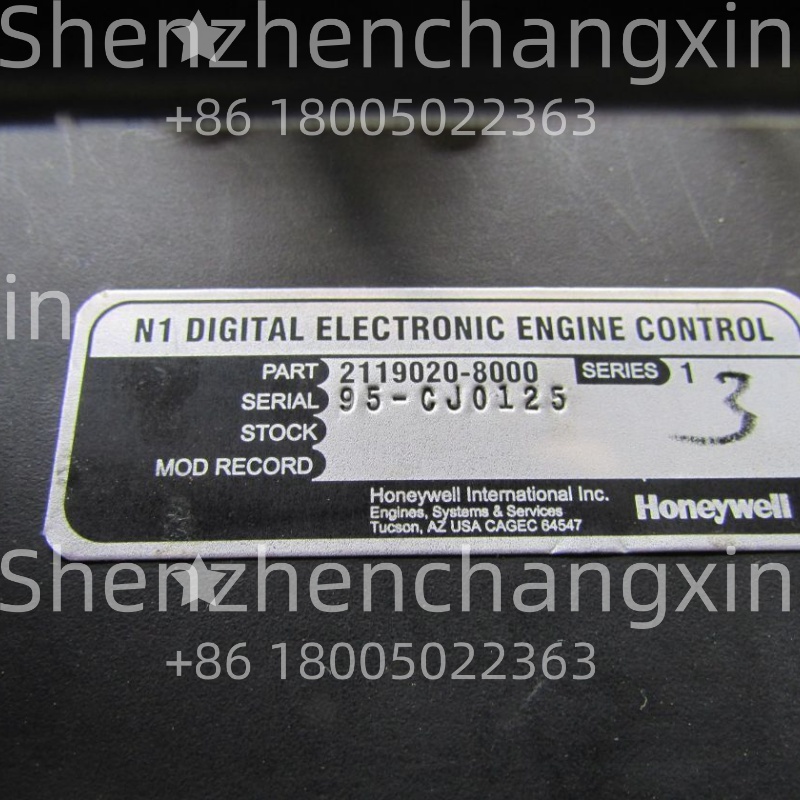 Shenzhenchangxin
+86 18005022363
in
N1 DIGITAL ELECTRONIC ENGINE CONTROL
PART 2119020-8000 SERIES 1
SERIAL 95-CJ0125
3
STOCK
MOD RECORD
Honeywell International Inc.
Engines, Systems & Services
Tucson, AZ USA CAGEC 64547
Honeywell
Shenzhenchangxin
+86 18005022363